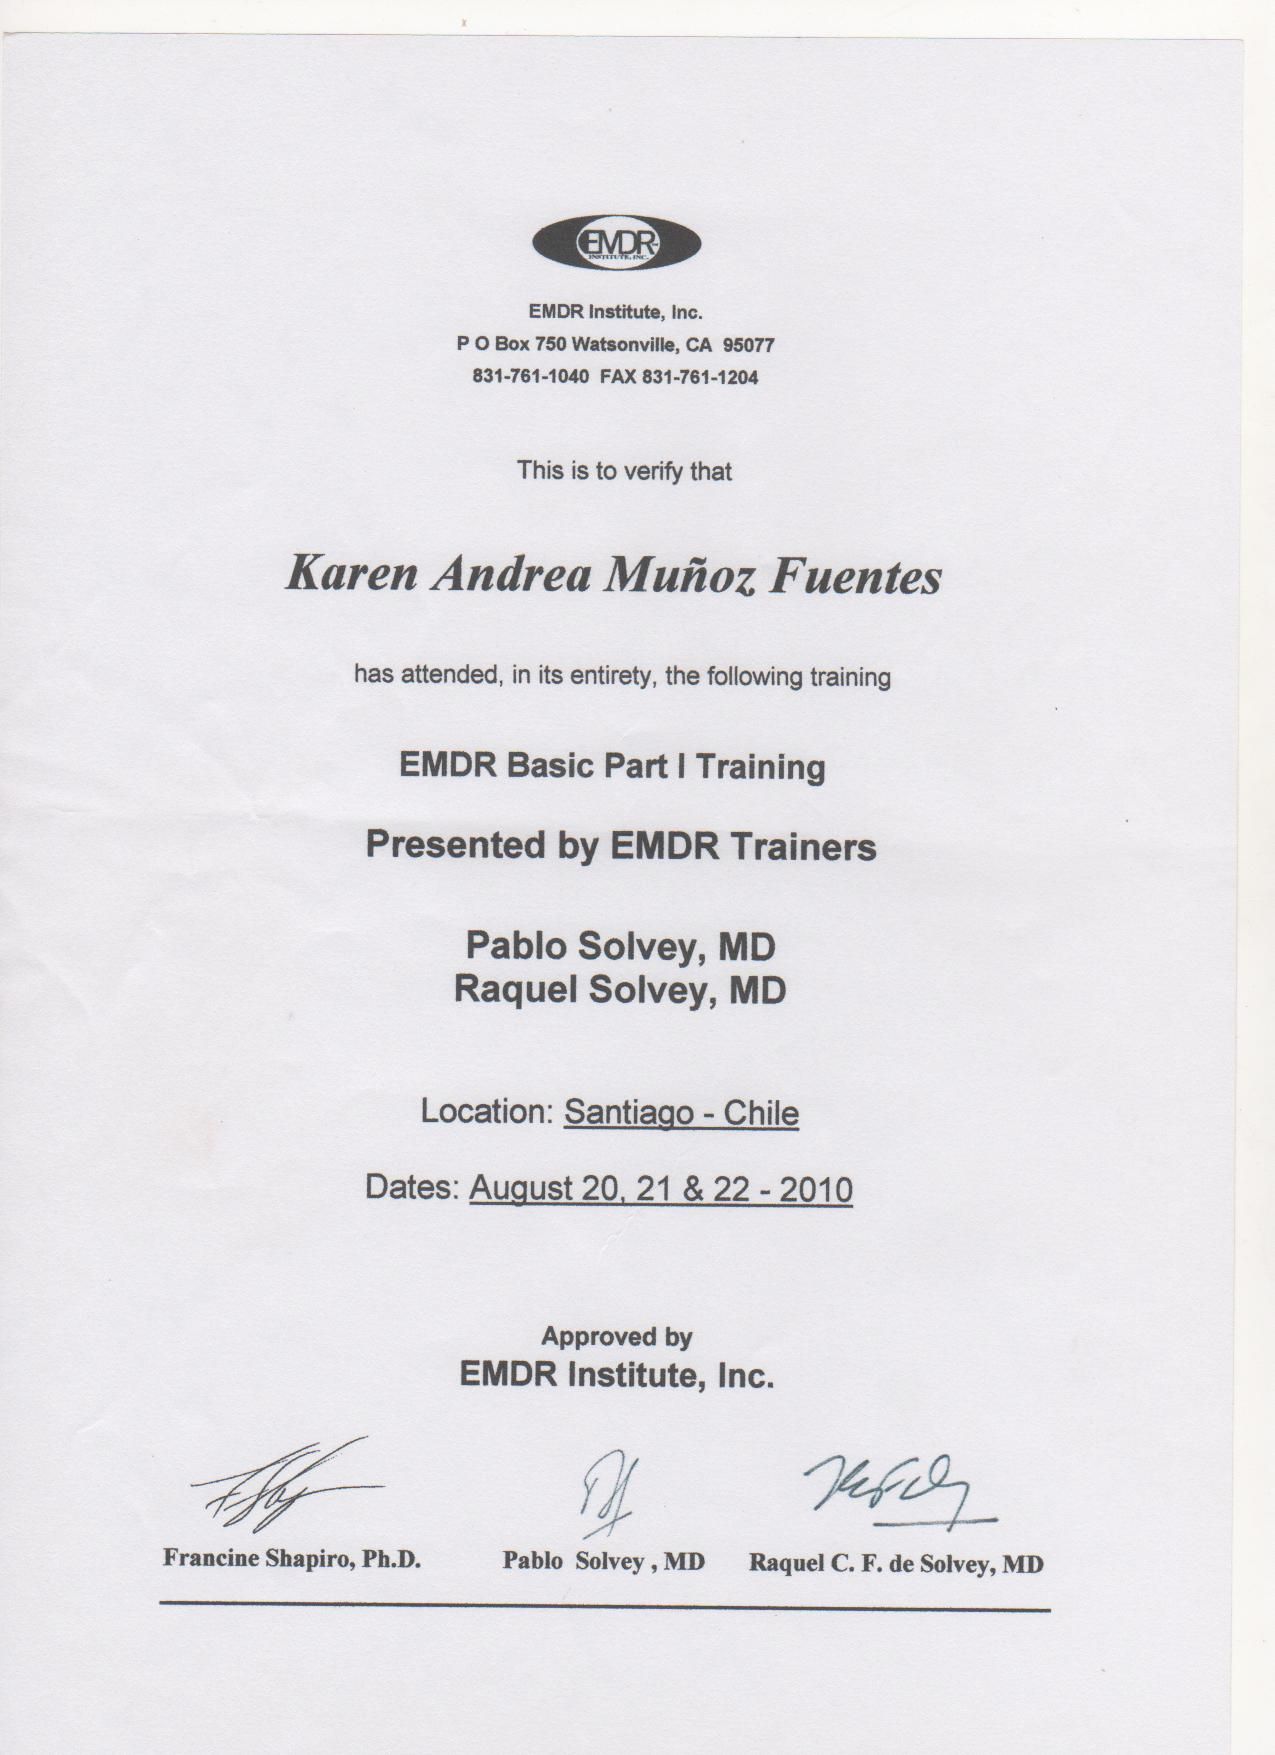 EMDR
INSTITUTE, INC.
EMDR Institute, Inc.
P O Box 750 Watsonville, CA 95077
831-761-1040 FAX 831-761-1204
This is to verify that
Karen Andrea Muñoz Fuentes
has attended, in its entirety, the following training
EMDR Basic Part I Training
Presented by EMDR Trainers
Pablo Solvey, MD
Raquel Solvey, MD
Location: Santiago - Chile
Dates: August 20, 21 & 22 - 2010
Approved by
EMDR Institute, Inc.
Francine Shapiro, Ph.D. Pablo Solvey , MD Raquel C. F. de Solvey, MD